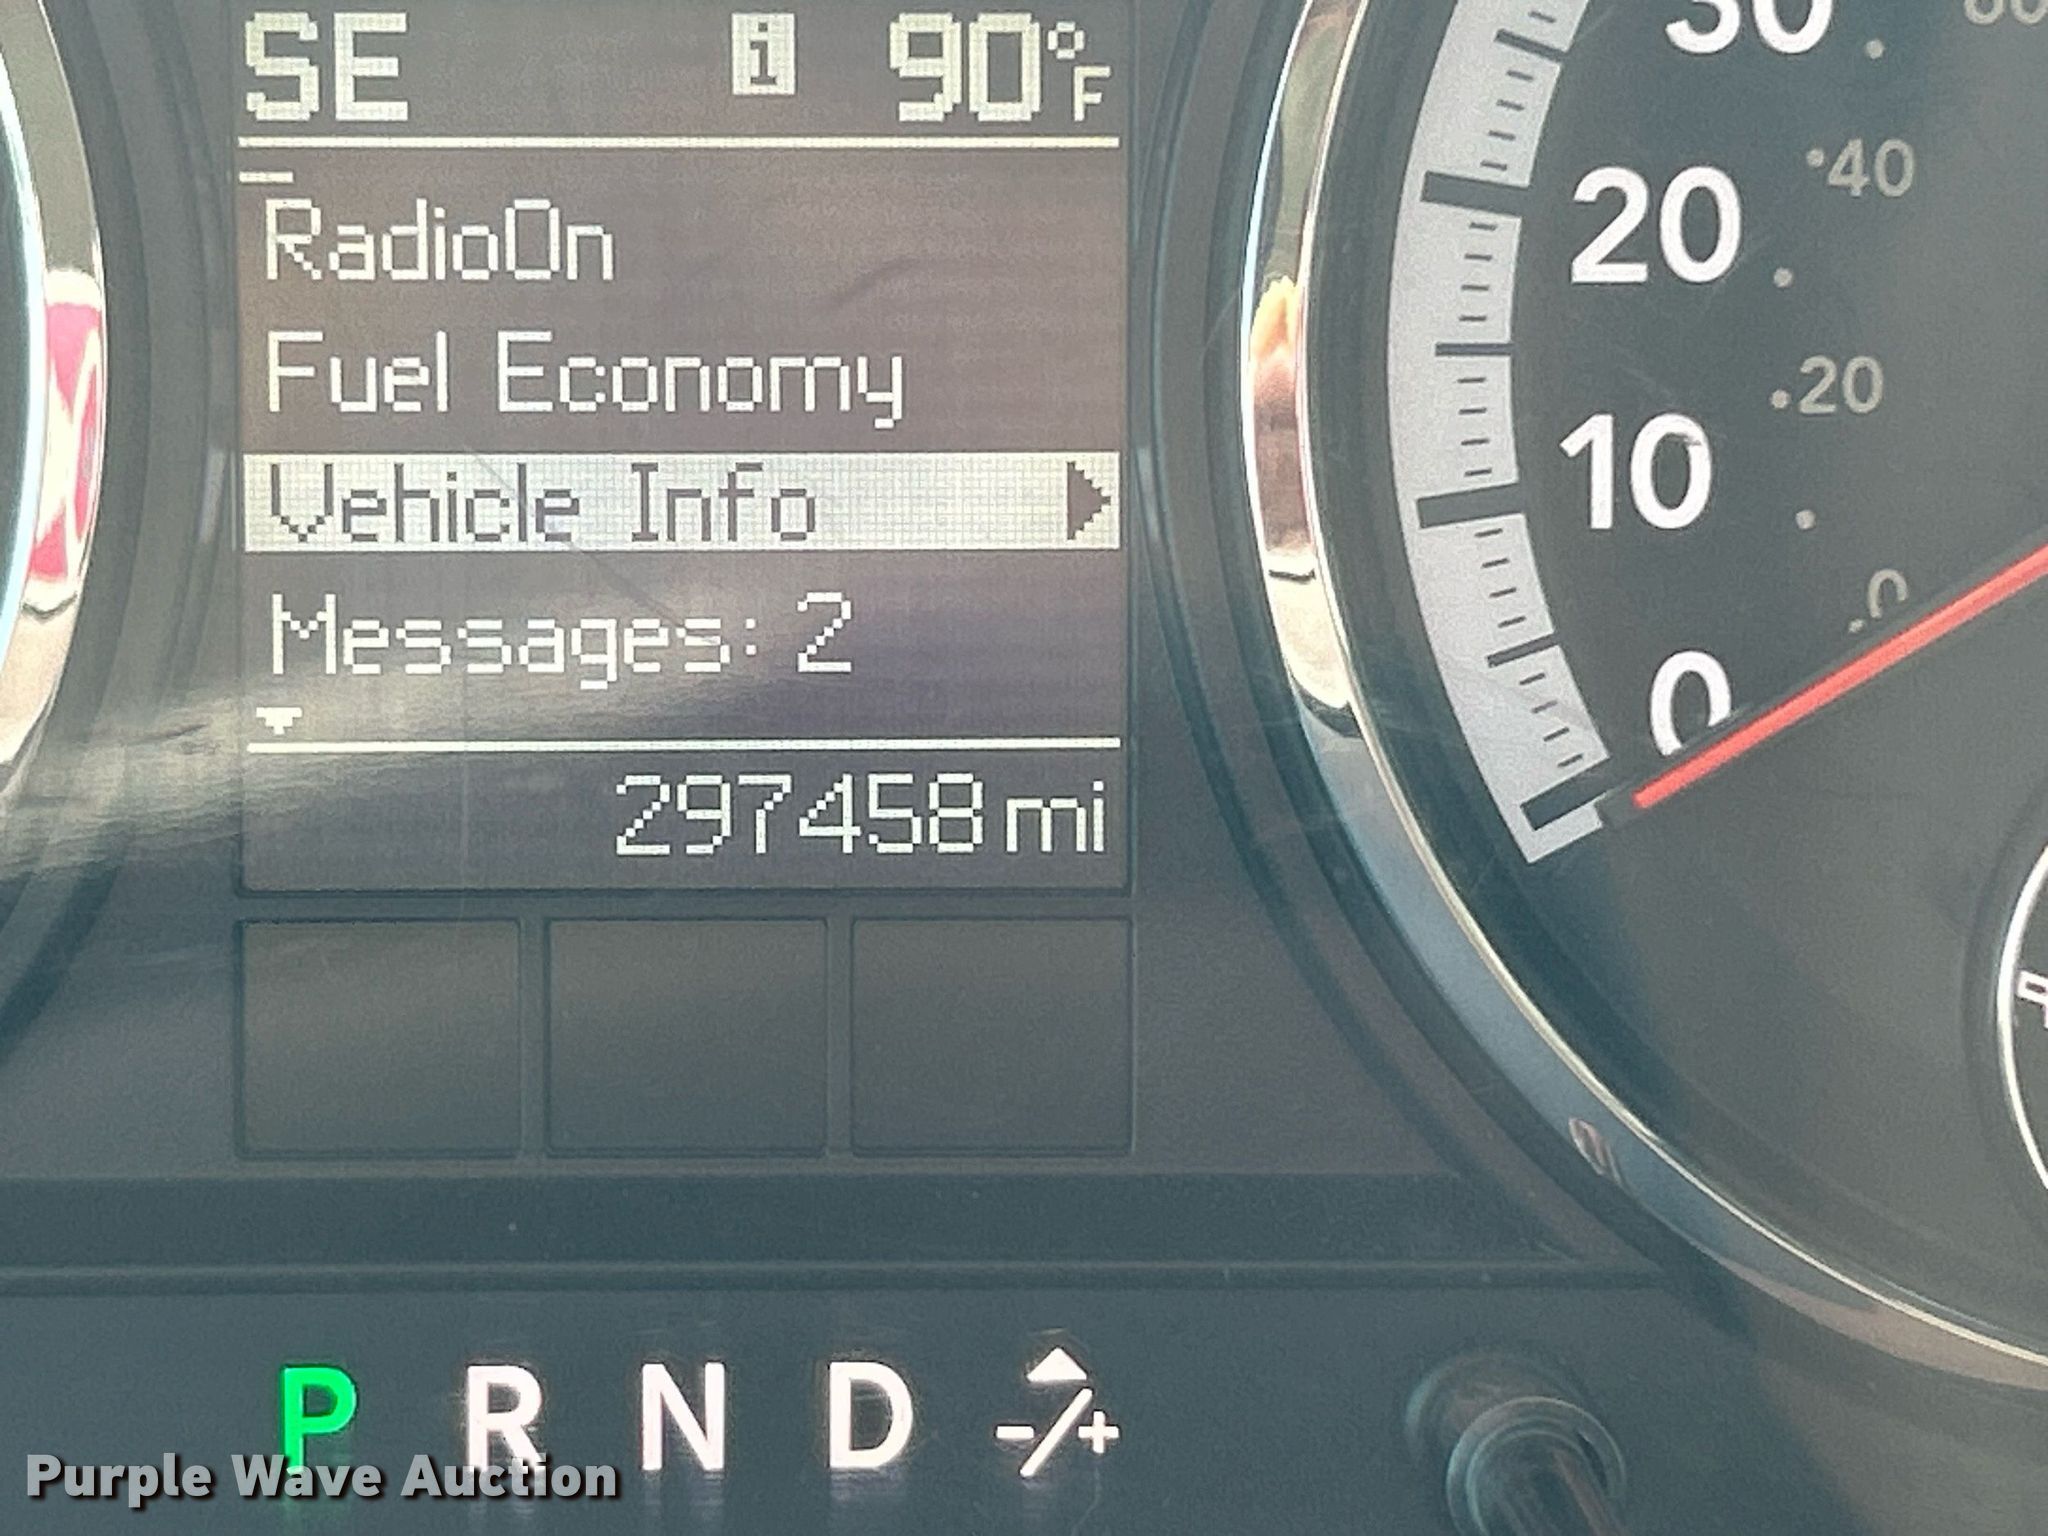 SE i 90°F
RadioOn
Fuel Economy
Vehicle Info
Messages: 2
297458 mi
30
20
40
10
20
0
0
P R N D -/+
Purple Wave Auction